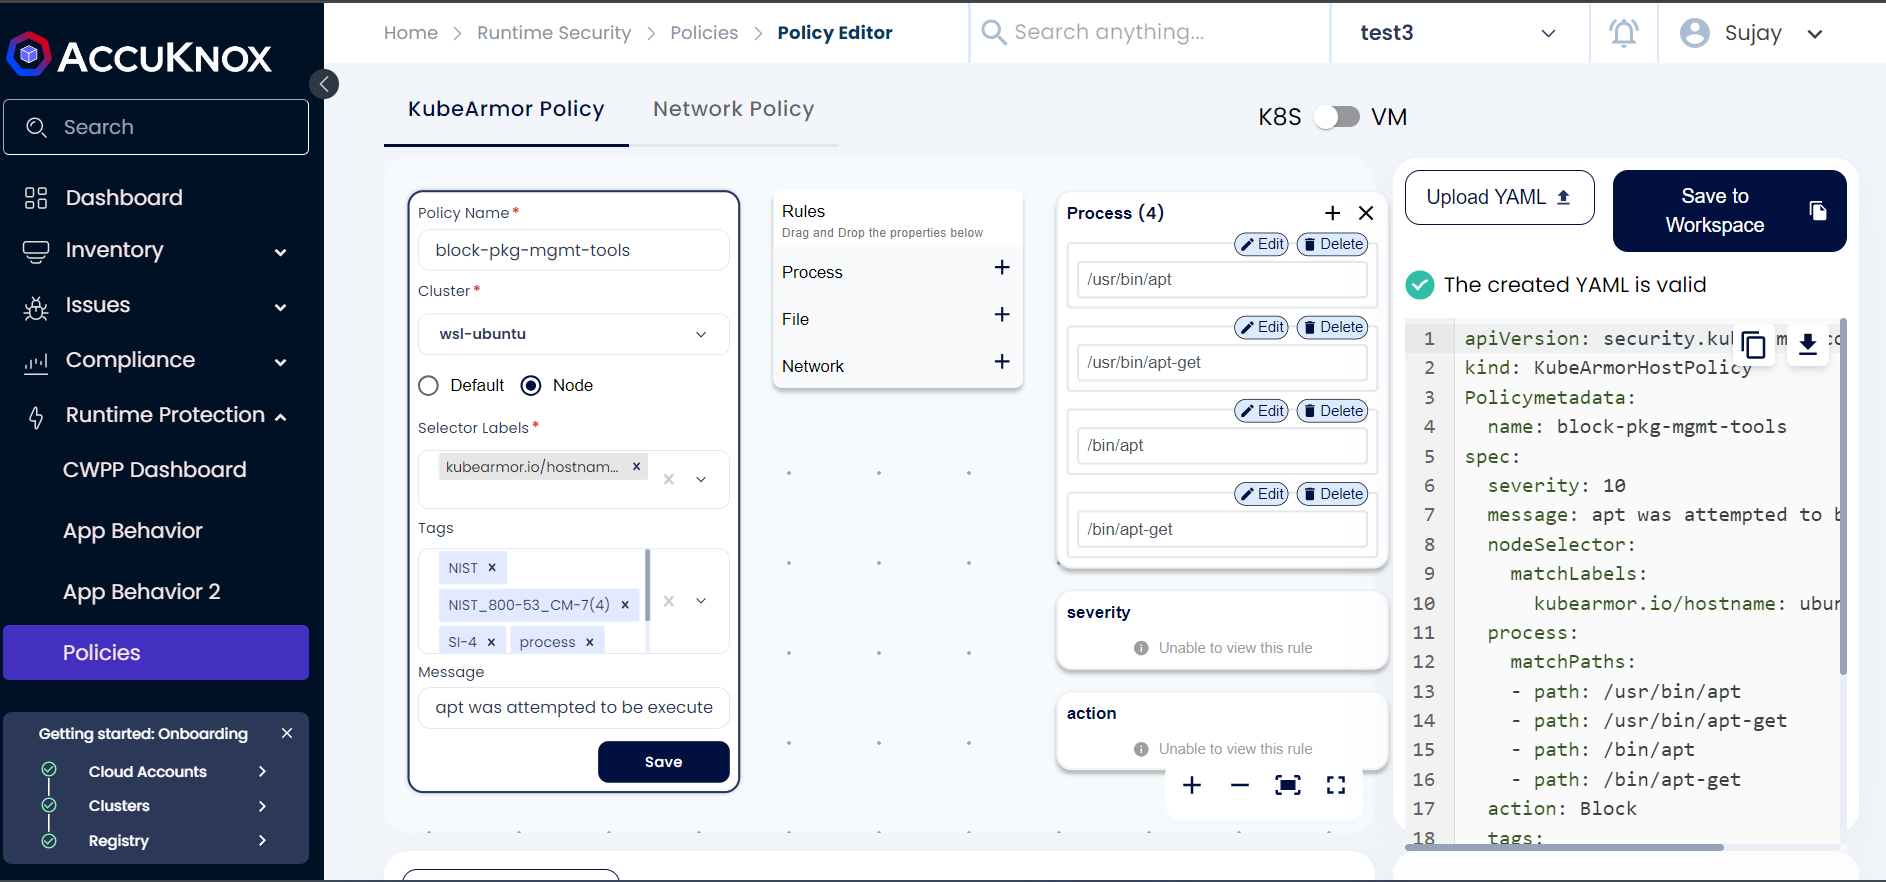 ACCUKNOX
Search
Dashboard
Inventory
Issues
Compliance
Runtime Protection
CWPP Dashboard
App Behavior
App Behavior 2
Policies
Getting started: Onboarding
Cloud Accounts
Clusters
Registry
Home > Runtime Security > Policies > Policy Editor
Search anything...
test3
Sujay
KubeArmor Policy
Network Policy
K8S
VM
Policy Name*
block-pkg-mgmt-tools
Cluster*
wsl-ubuntu
Default
Node
Selector Labels*
kubearmor.io/hostnam... ×
Tags
NIST ×
NIST_800-53_CM-7(4) ×
SI-4 × process ×
Message
apt was attempted to be execute
Save
Rules
Drag and Drop the properties below
Process +
File +
Network +
Process (4)
Edit Delete
/usr/bin/apt
Edit Delete
/usr/bin/apt-get
Edit Delete
/bin/apt
Edit Delete
/bin/apt-get
severity
Unable to view this rule
action
Unable to view this rule
Upload YAML
Save to
Workspace
The created YAML is valid
1 apiVersion: security.ku
2 kind: KubeArmorHostPolicy
3 Policymetadata:
4 name: block-pkg-mgmt-tools
5 spec:
6 severity: 10
7 message: apt was attempted to
8 nodeSelector:
9 matchLabels:
10 kubearmor.io/hostname: ubu
11 process:
12 matchPaths:
13 - path: /usr/bin/apt
14 - path: /usr/bin/apt-get
15 - path: /bin/apt
16 - path: /bin/apt-get
17 action: Block
18 tags: